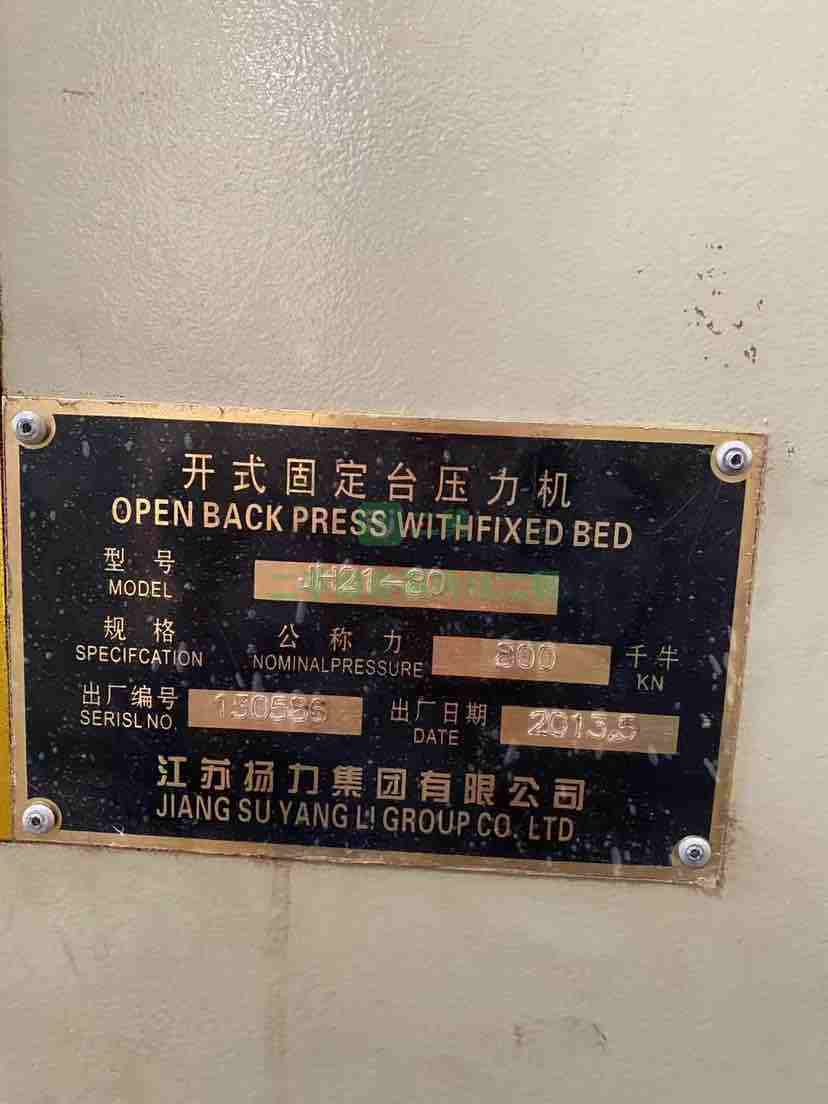 开式固定台压力机
OPEN BACK PRESS WITHFIXED BED
型号 JH21-80
MODEL
规格 公称力 800 千牛
SPECIFCATION NOMINALPRESSURE KN
出厂编号 130586 出厂日期 2013.5
SERISL NO. DATE
江苏扬力集团有限公司
JIANG SU YANG LI GROUP CO. LTD